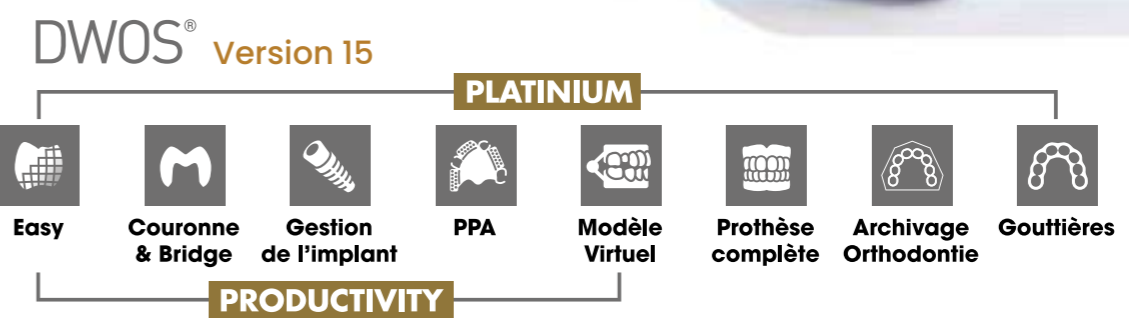 DWOS® Version 15
PLATINIUM
Easy
Couronne
& Bridge
Gestion
de l'implant
PPA
Modèle
Virtuel
Prothèse
complète
Archivage
Orthodontie
Gouttières
PRODUCTIVITY